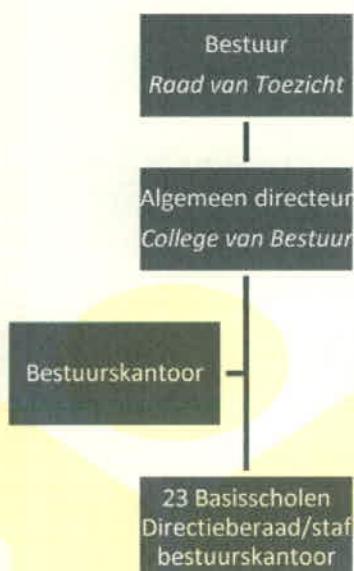 Bestuur
Raad van Toezicht
Algemeen directeur
College van Bestuur
Bestuurskantoor
23 Basisscholen
Directieberaad/staf
bestuurskantoor